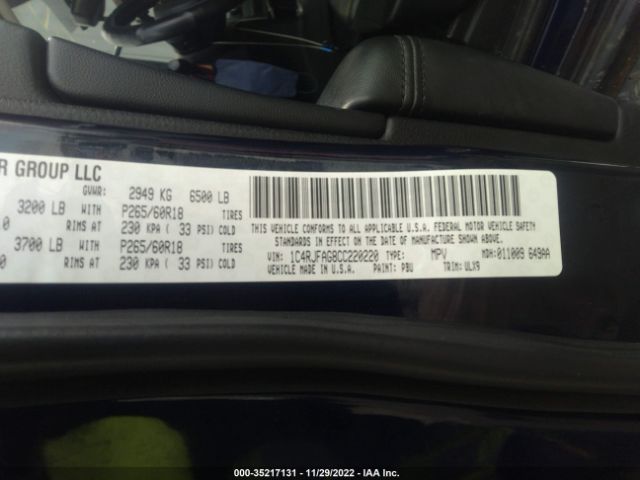 R GROUP LLC
GVWR: 2949 KG 6500 LB
3200 LB WITH P265/60R18 TIRES
0 RIMS AT 230 KPA ( 33 PSI) COLD
3700 LB WITH P265/60R18 TIRES
0 RIMS AT 230 KPA ( 33 PSI) COLD
THIS VEHICLE CONFORMS TO ALL APPLICABLE U.S.A. FEDERAL MOTOR VEHICLE SAFETY
STANDARDS IN EFFECT ON THE DATE OF MANUFACTURE SHOWN ABOVE.
VIN: 1C4RJFAG8CC220220 TYPE: MPV MDH: 011009 649AA
VEHICLE MADE IN U.S.A. PAINT: PBU TRIM: ULX9
000-35217131 - 11/29/2022 - IAA Inc.